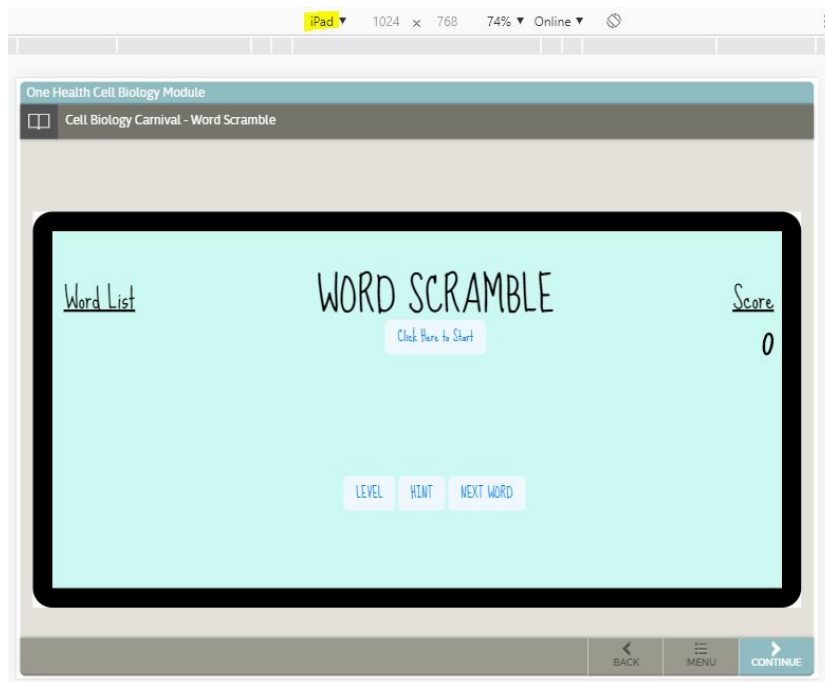 iPad ▼ 1024 × 768 74% ▼ Online ▼
One Health Cell Biology Module
Cell Biology Carnival - Word Scramble
Word List WORD SCRAMBLE Score
Click Here to Start 0
LEVEL HINT NEXT WORD
BACK MENU CONTINUE